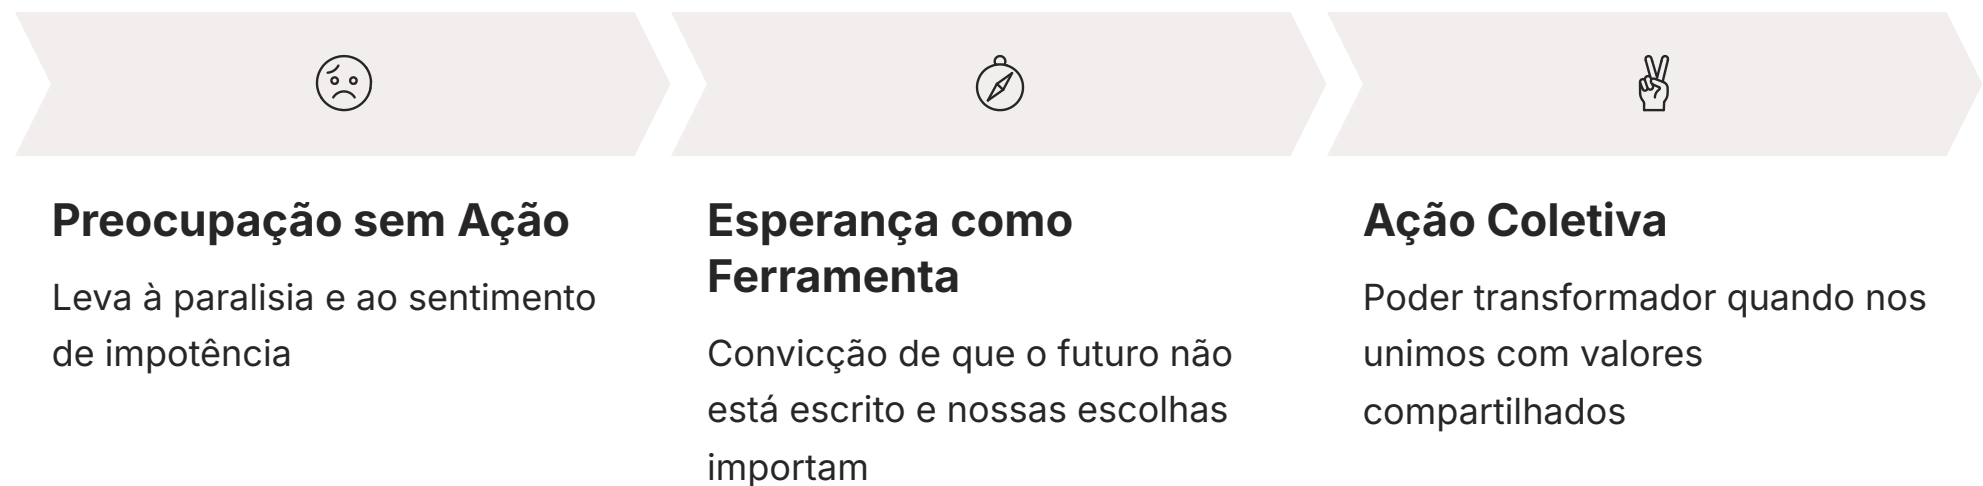 Preocupação sem Ação
Leva à paralisia e ao sentimento
de impotência
Esperança como
Ferramenta
Convicção de que o futuro não
está escrito e nossas escolhas
importam
Ação Coletiva
Poder transformador quando nos
unimos com valores
compartilhados